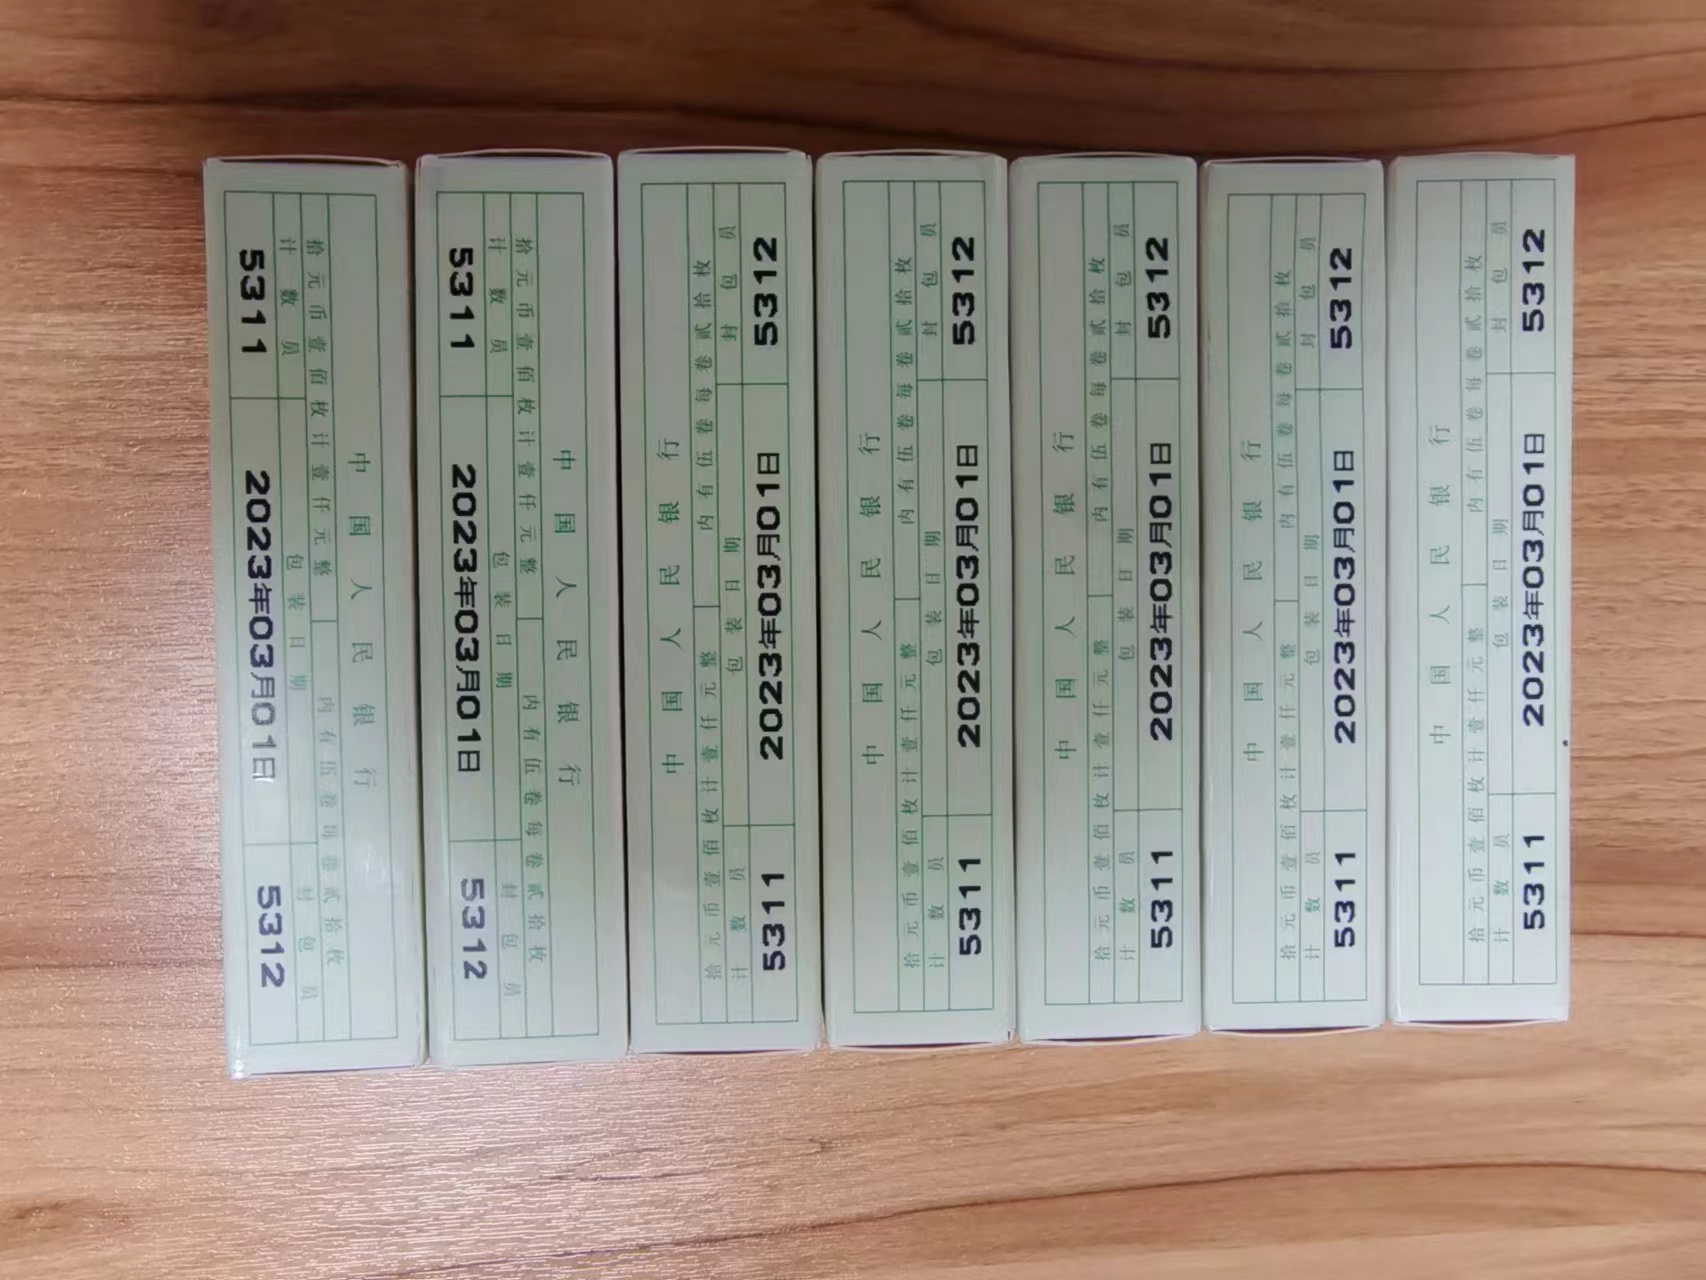 中国人民银行
拾元币壹佰枚计壹仟元整 内有伍卷每卷贰拾枚
计数员 包装日期 封包员
5311 2023年03月01日 5312
中国人民银行
拾元币壹佰枚计壹仟元整 内有伍卷每卷贰拾枚
计数员 包装日期 封包员
5311 2023年03月01日 5312
中国人民银行
拾元币壹佰枚计壹仟元整 内有伍卷每卷贰拾枚
计数员 包装日期 封包员
5311 2023年03月01日 5312
中国人民银行
拾元币壹佰枚计壹仟元整 内有伍卷每卷贰拾枚
计数员 包装日期 封包员
5311 2023年03月01日 5312
中国人民银行
拾元币壹佰枚计壹仟元整 内有伍卷每卷贰拾枚
计数员 包装日期 封包员
5311 2023年03月01日 5312
中国人民银行
拾元币壹佰枚计壹仟元整 内有伍卷每卷贰拾枚
计数员 包装日期 封包员
5311 2023年03月01日 5312
中国人民银行
拾元币壹佰枚计壹仟元整 内有伍卷每卷贰拾枚
计数员 包装日期 封包员
5311 2023年03月01日 5312